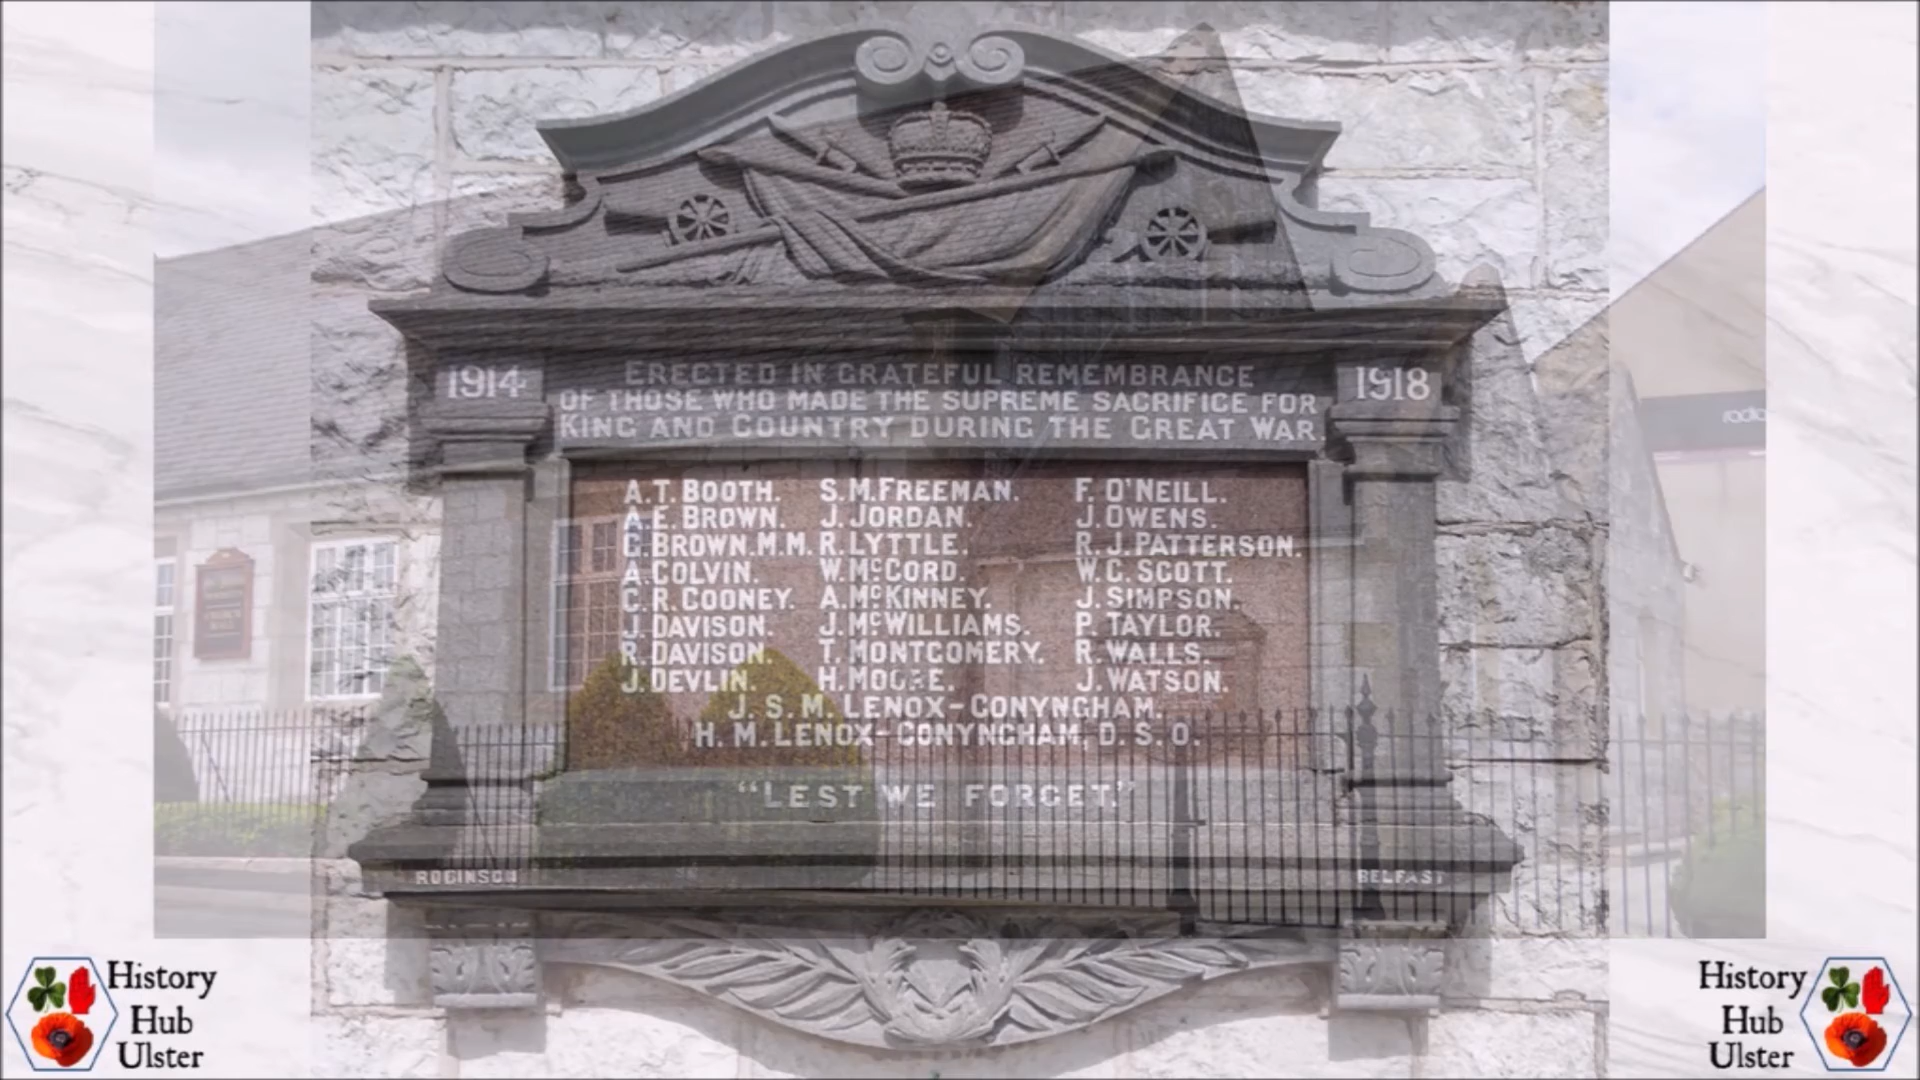 1914
1918
ERECTED IN GRATEFUL REMEMBRANCE
OF THOSE WHO MADE THE SUPREME SACRIFICE FOR
KING AND COUNTRY DURING THE GREAT WAR.
A.T. BOOTH. S.M. FREEMAN. F. O'NEILL.
A.E. BROWN. J. JORDAN. J. OWENS.
G. BROWN. M.M. R. LYTTLE. R. J. PATTERSON.
A. COLVIN. W. McCORD. W. G. SCOTT.
C. R. COONEY. A. McKINNEY. J. SIMPSON.
J. DAVISON. J. McWILLIAMS. P. TAYLOR.
R. DAVISON. T. MONTGOMERY. R. WALLS.
J. DEVLIN. H. MOORE. J. WATSON.
J. S. M. LENOX-CONYNGHAM.
H. M. LENOX-CONYNGHAM, D. S. O.
"LEST WE FORGET."
ROBINSON
BELFAST
History
Hub
Ulster
History
Hub
Ulster